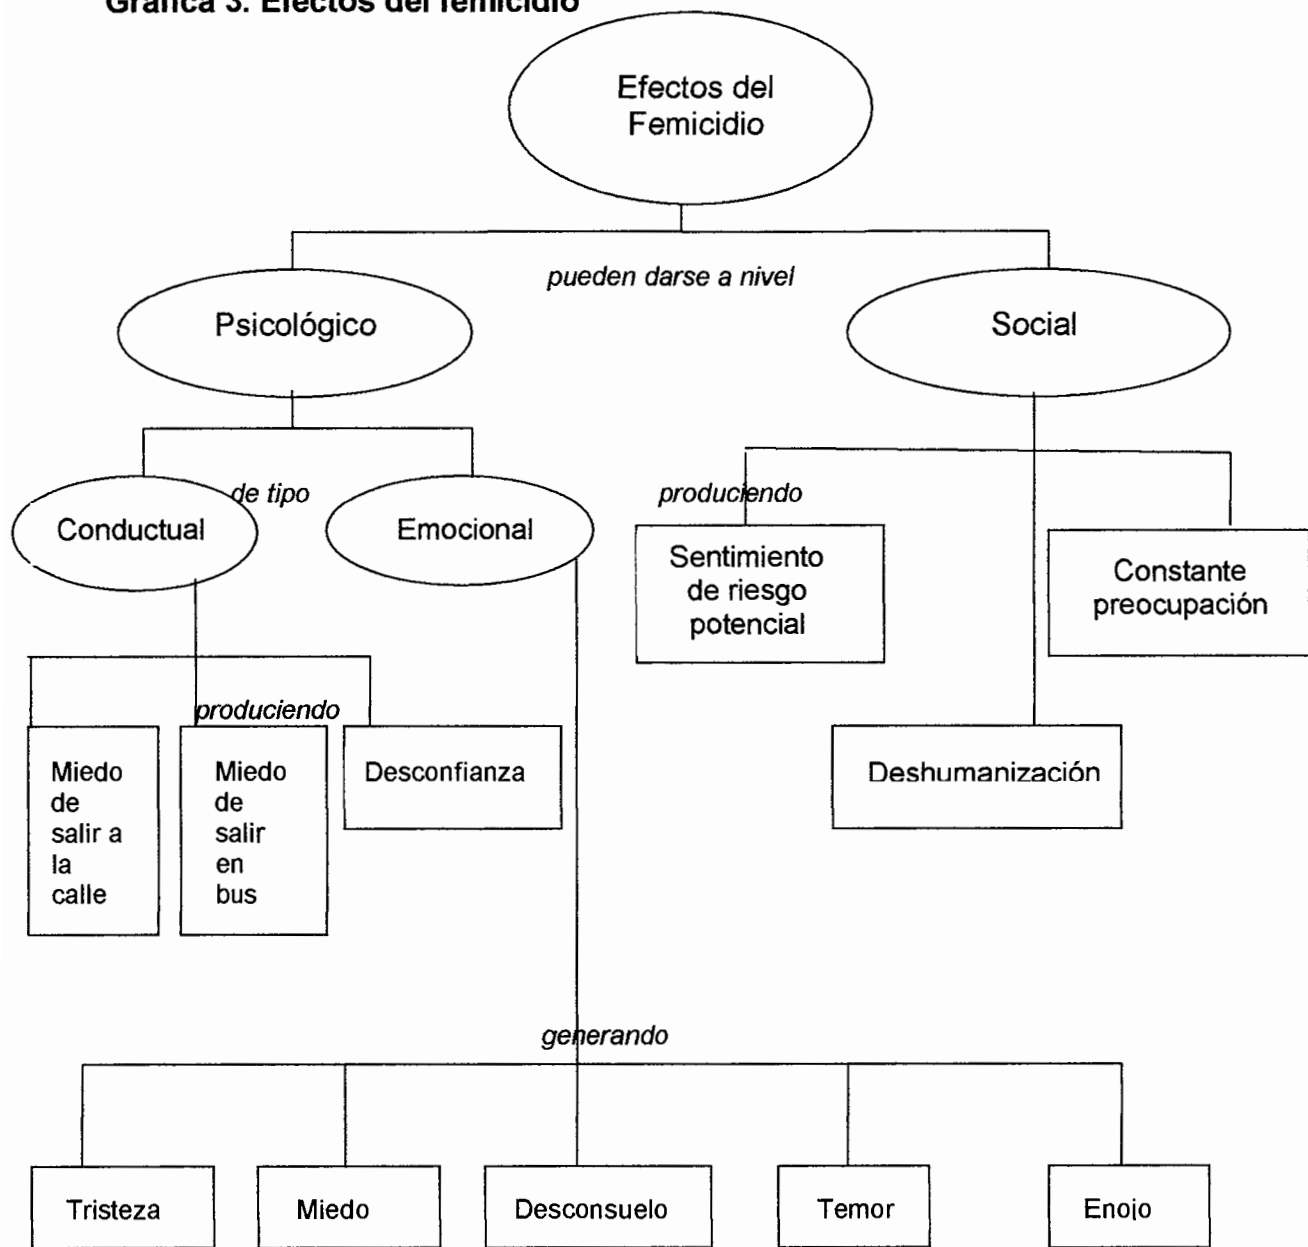 Gráfica 3. Efectos del femicidio
Efectos del
Femicidio
pueden darse a nivel
Psicológico
Social
de tipo
Conductual
Emocional
produciendo
Sentimiento
de riesgo
potencial
Constante
preocupación
produciendo
Miedo
de
salir a
la
calle
Miedo
de
salir
en
bus
Desconfianza
Deshumanización
generando
Tristeza
Miedo
Desconsuelo
Temor
Enojo